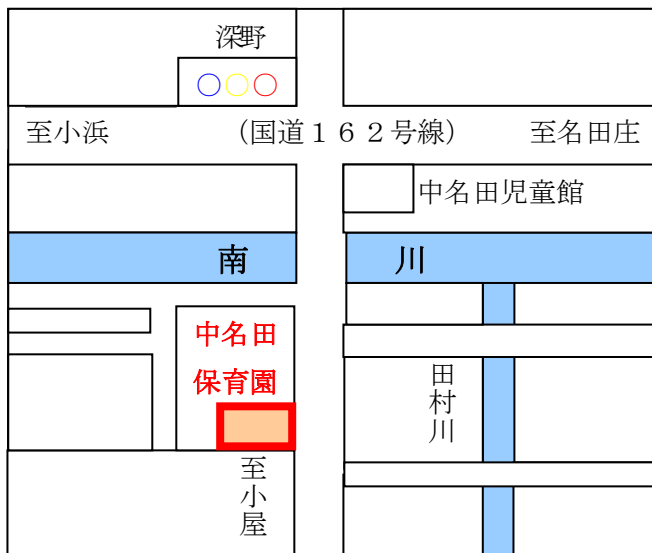 深野
至小浜 (国道162号線) 至名田庄
中名田児童館
南 川
中名田
保育園
田村川
至小屋